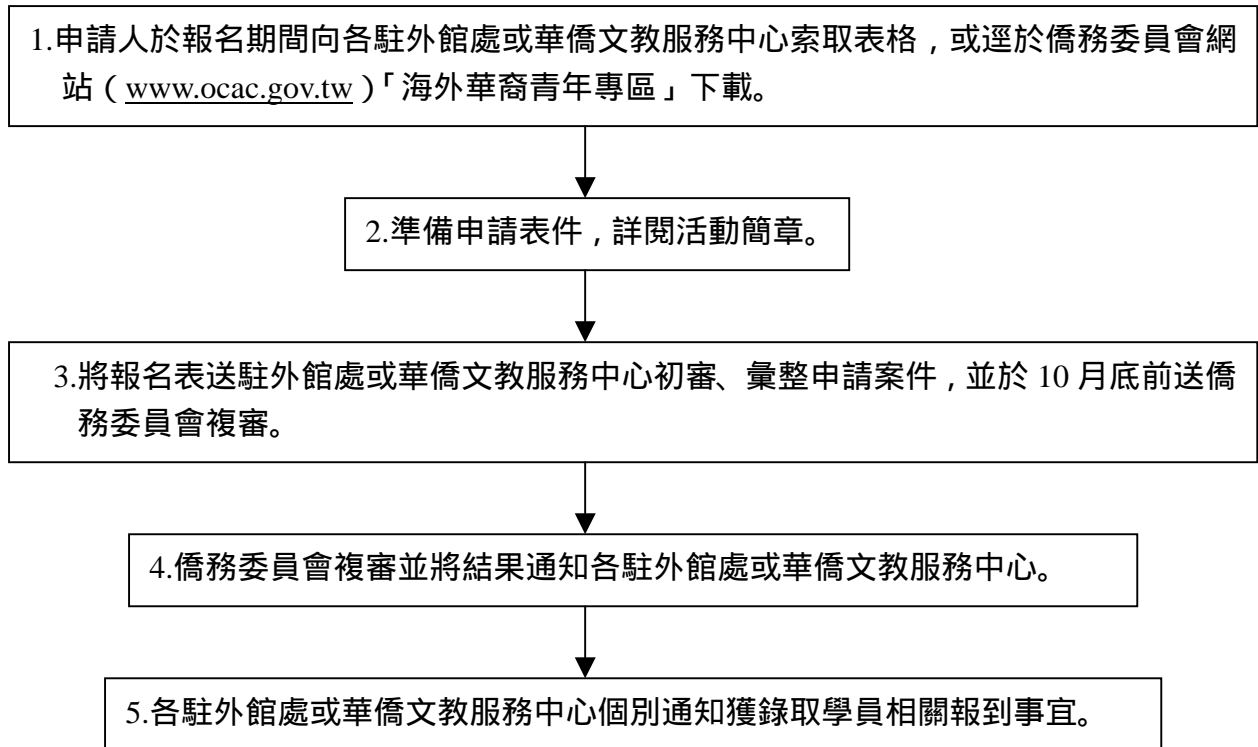 1.申請人於報名期間向各駐外館處或華僑文教服務中心索取表格，或逕於僑務委員會網
站（www.ocac.gov.tw）「海外華裔青年專區」下載。
2.準備申請表件，詳閱活動簡章。
3.將報名表送駐外館處或華僑文教服務中心初審、彙整申請案件，並於 10 月底前送僑
務委員會複審。
4.僑務委員會複審並將結果通知各駐外館處或華僑文教服務中心。
5.各駐外館處或華僑文教服務中心個別通知獲錄取學員相關報到事宜。